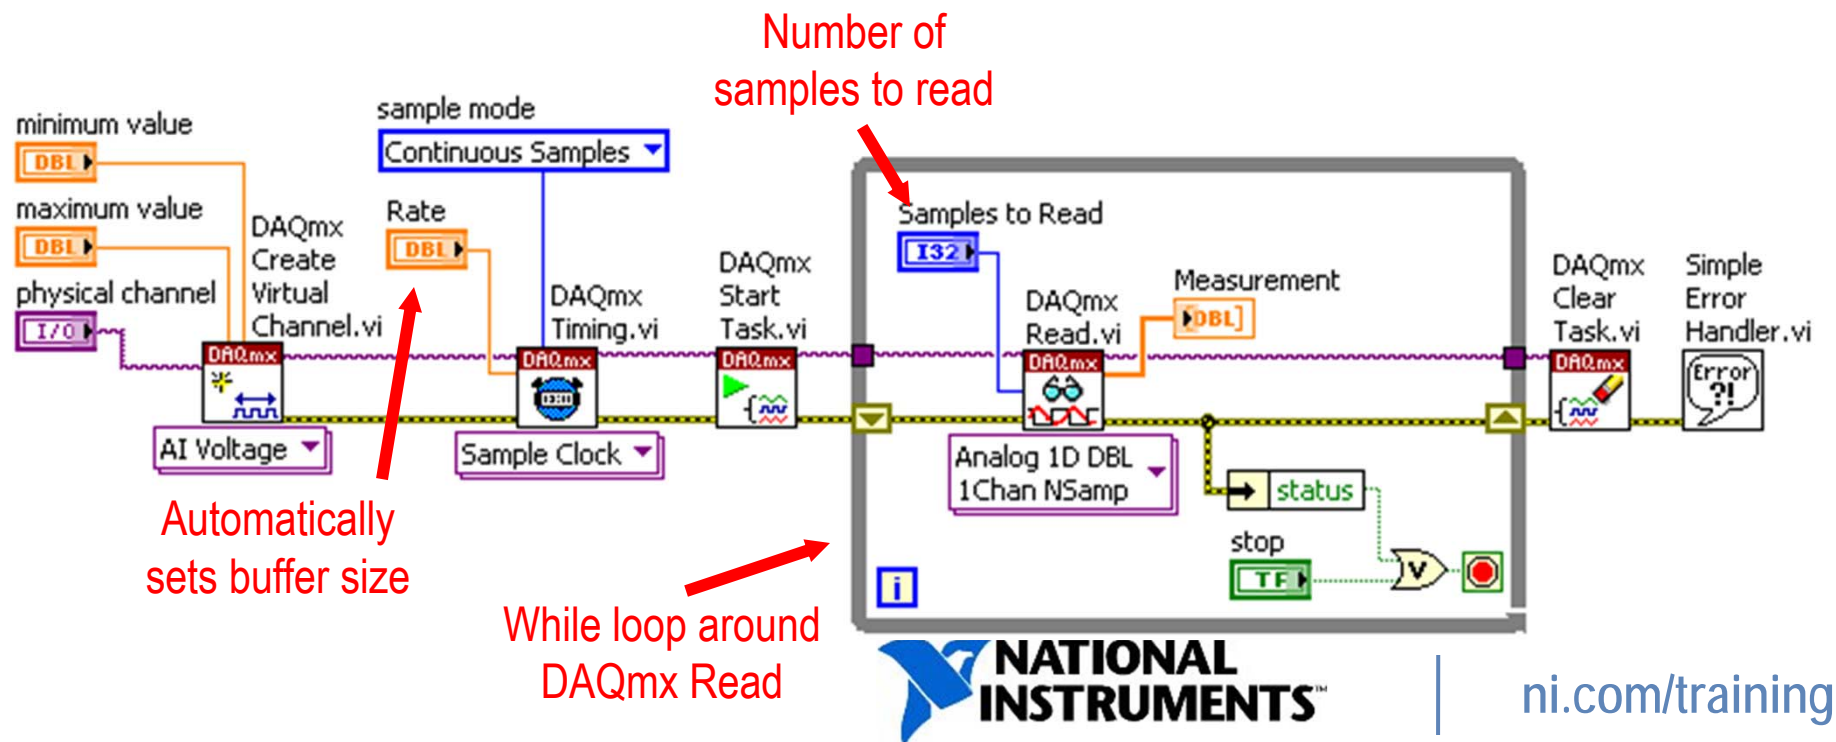 Number of
samples to read
minimum value
DBL
maximum value
DBL
physical channel
I/O
DAQmx
Create
Virtual
Channel.vi
DAQmx
AI Voltage
sample mode
Continuous Samples
Rate
DBL
DAQmx
Timing.vi
DAQmx
Sample Clock
DAQmx
Start
Task.vi
DAQmx
Samples to Read
I32
DAQmx
Read.vi
DAQmx
Analog 1D DBL
1Chan NSamp
Measurement
DBL]
status
stop
TF
V
i
DAQmx
Clear
Task.vi
DAQmx
Simple
Error
Handler.vi
Error
?!
Automatically
sets buffer size
While loop around
DAQmx Read
NATIONAL
INSTRUMENTS™
ni.com/training